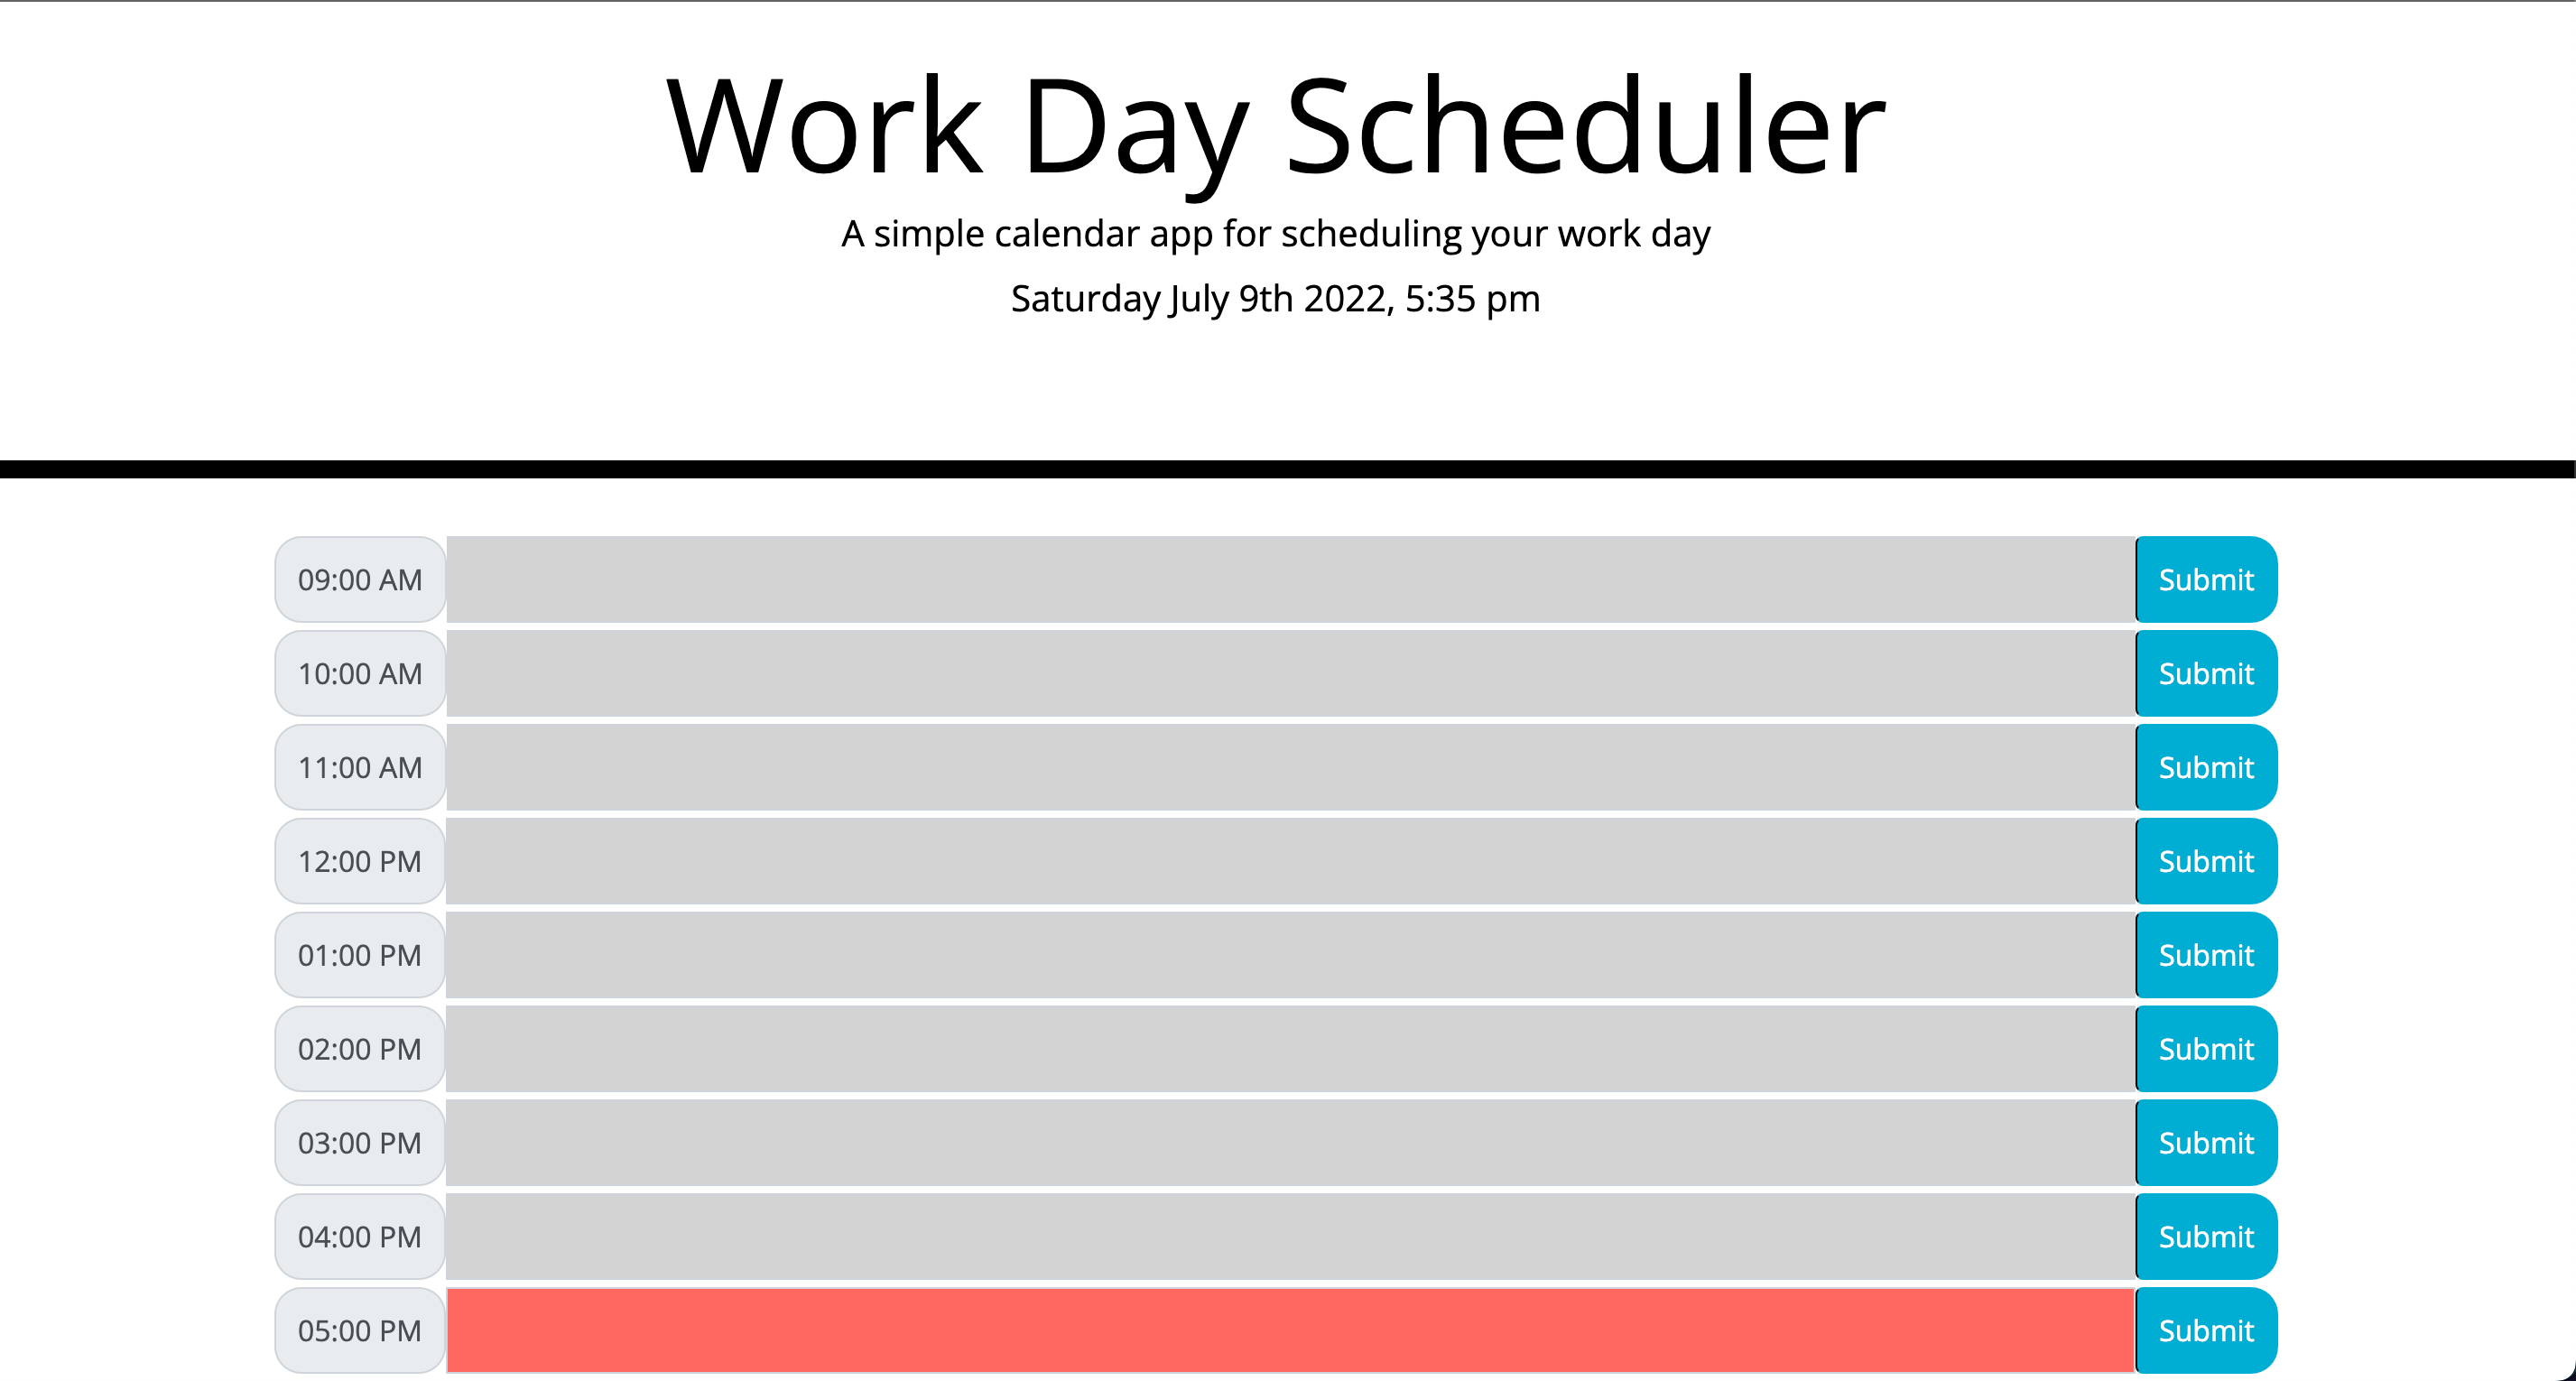 Work Day Scheduler
A simple calendar app for scheduling your work day
Saturday July 9th 2022, 5:35 pm
09:00 AM Submit
10:00 AM Submit
11:00 AM Submit
12:00 PM Submit
01:00 PM Submit
02:00 PM Submit
03:00 PM Submit
04:00 PM Submit
05:00 PM Submit